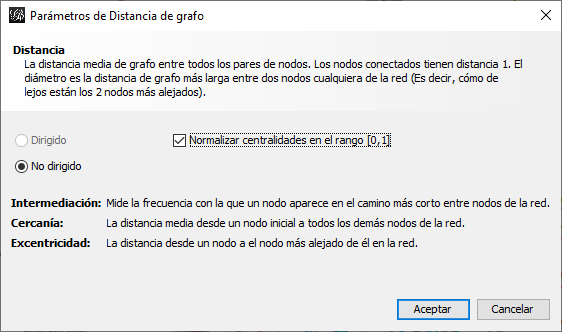 Parámetros de Distancia de grafo
Distancia
La distancia media de grafo entre todos los pares de nodos. Los nodos conectados tienen distancia 1. El
diámetro es la distancia de grafo más larga entre dos nodos cualquiera de la red (Es decir, cómo de
lejos están los 2 nodos más alejados).
Dirigido
Normalizar centralidades en el rango [0,1]
No dirigido
Intermediación: Mide la frecuencia con la que un nodo aparece en el camino más corto entre nodos de la red.
Cercanía: La distancia media desde un nodo inicial a todos los demás nodos de la red.
Excentricidad: La distancia desde un nodo a el nodo más alejado de él en la red.
Aceptar Cancelar